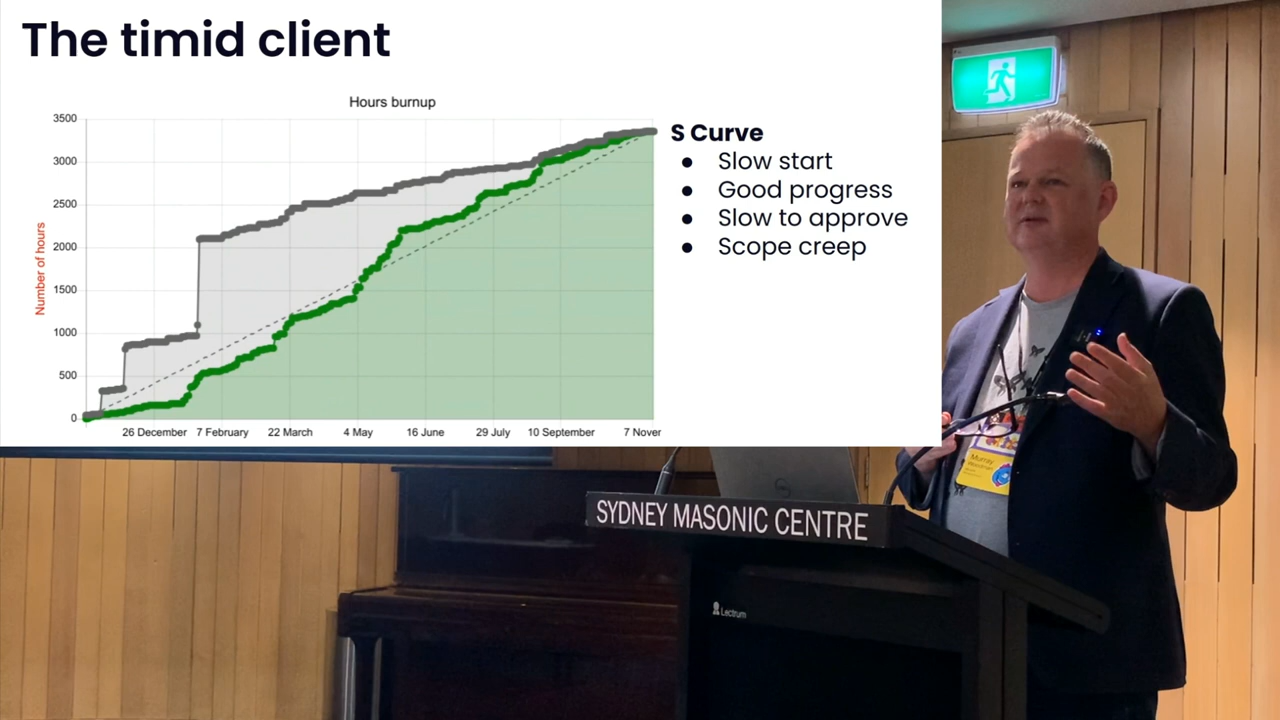 The timid client
Hours burnup
3500
3000
2500
2000
1500
1000
500
0
Number of hours
26 December
7 February
22 March
4 May
16 June
29 July
10 September
7 Nover
S Curve
● Slow start
● Good progress
● Slow to approve
● Scope creep
Murray
SYDNEY MASONIC CENTRE
Lectrum